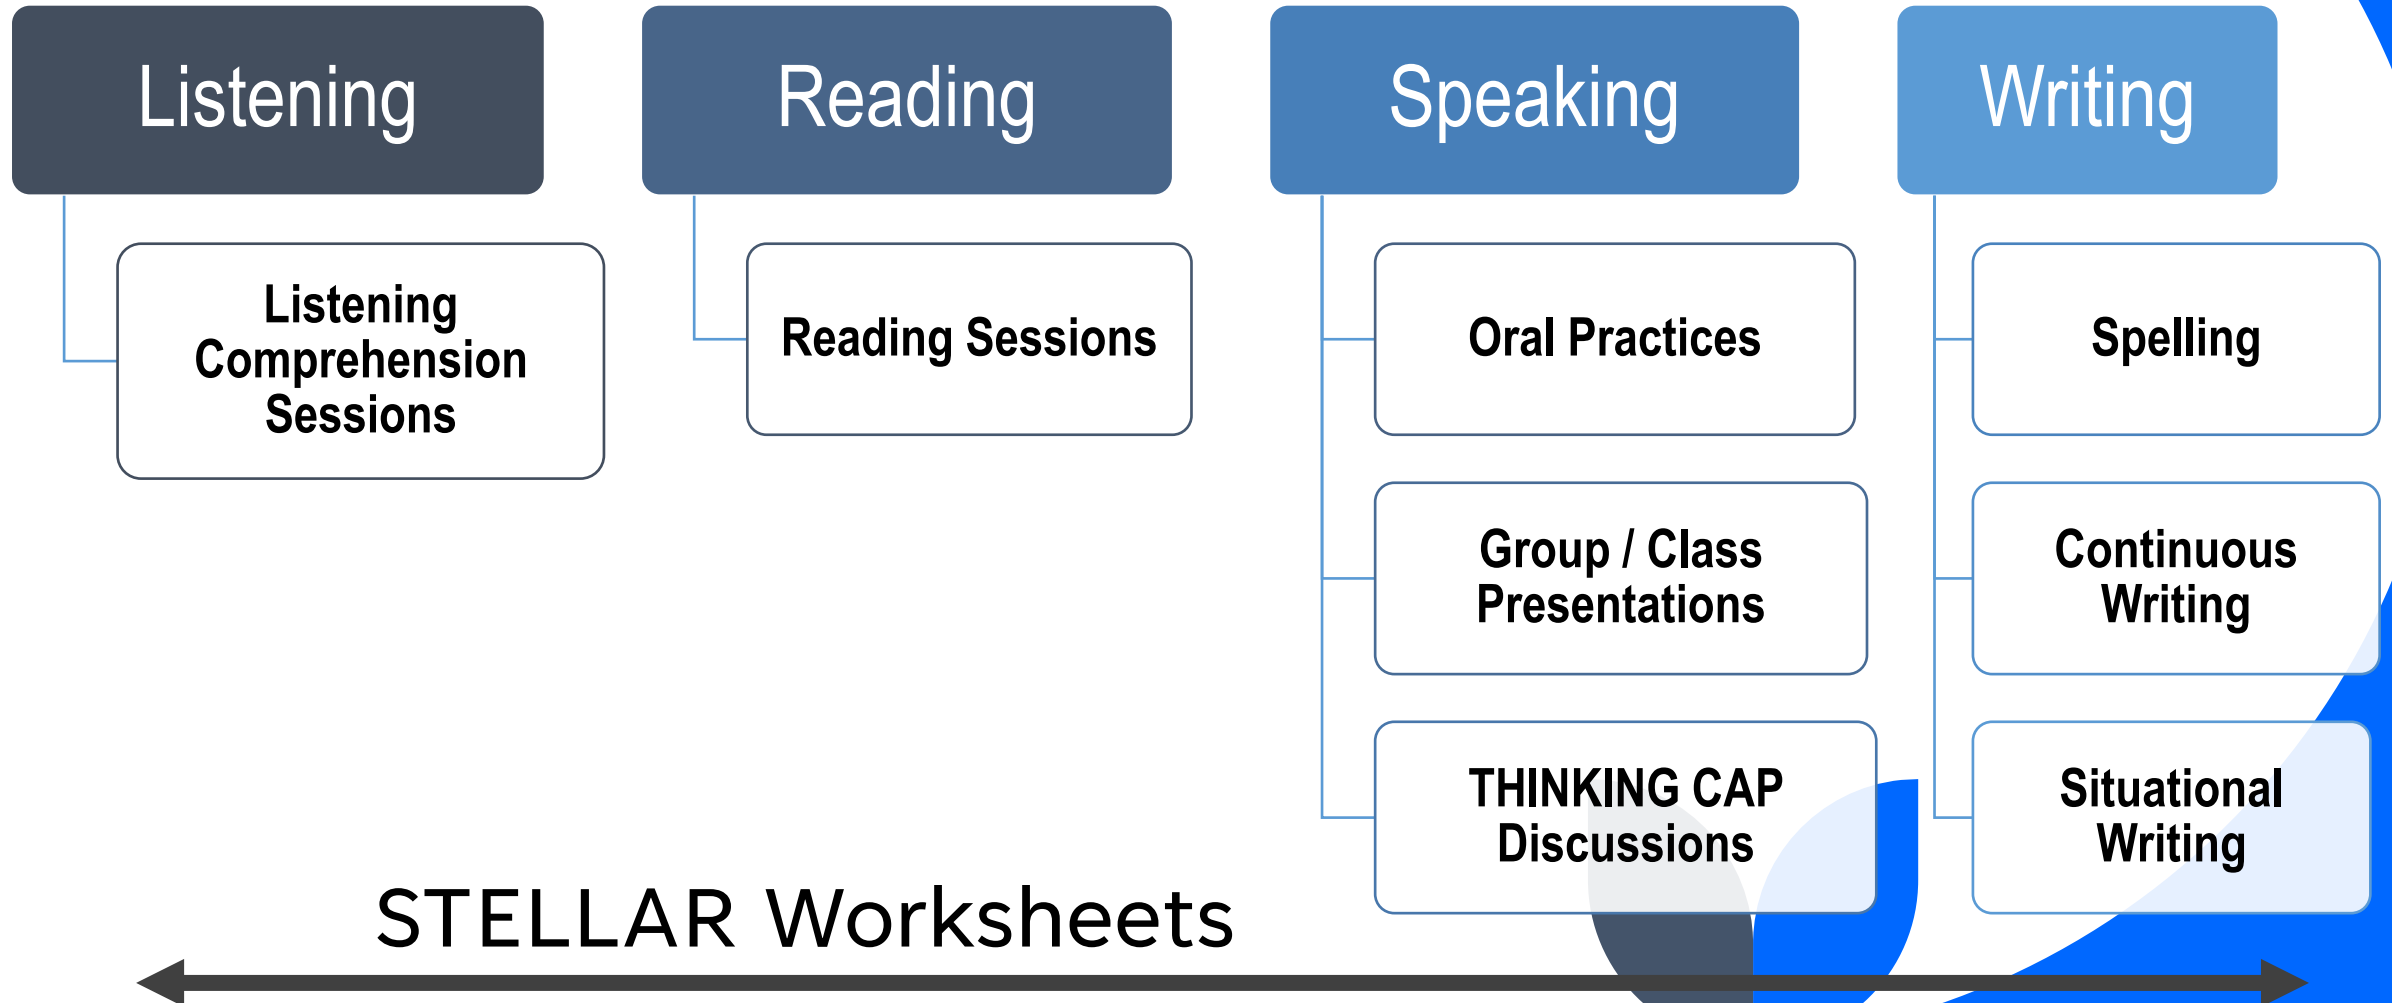 Listening
Listening
Comprehension
Sessions
Reading
Reading Sessions
Speaking
Oral Practices
Group / Class
Presentations
THINKING CAP
Discussions
Writing
Spelling
Continuous
Writing
Situational
Writing
STELLAR Worksheets